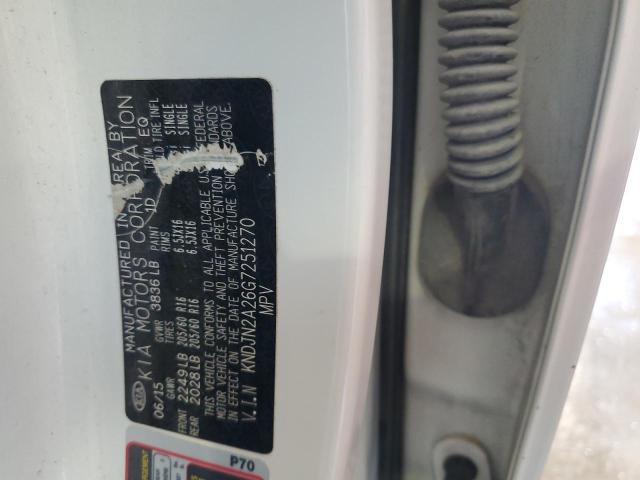 MANUFACTURED IN KOREA BY
KIA MOTORS CORPORATION
KIA
06/15 GVWR 3836LB PAINT 1D TRIM EQ
GAWR TIRES RIMS TIRE INFL
FRONT 2249LB 205/60 R16 6.5JX16 SINGLE
REAR 2028LB 205/60 R16 6.5JX16 SINGLE
THIS VEHICLE CONFORMS TO ALL APPLICABLE U.S FEDERAL
MOTOR VEHICLE SAFETY AND THEFT PREVENTION
IN EFFECT ON THE DATE OF MANUFACTURE ABOVE.
V.I.N KNDJN2A26G7251270
MPV
P70